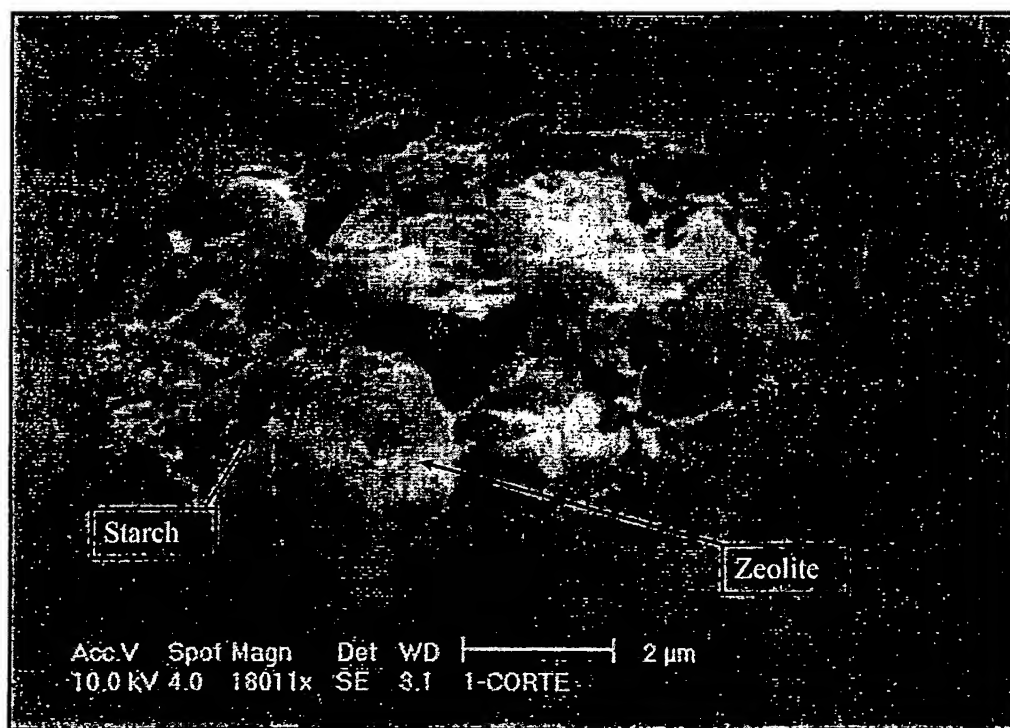 Starch
Zeolite
Acc.V Spot Magn Det WD 2 µm
10.0 kV 4.0 18011x SE 3.1 1-CORTE